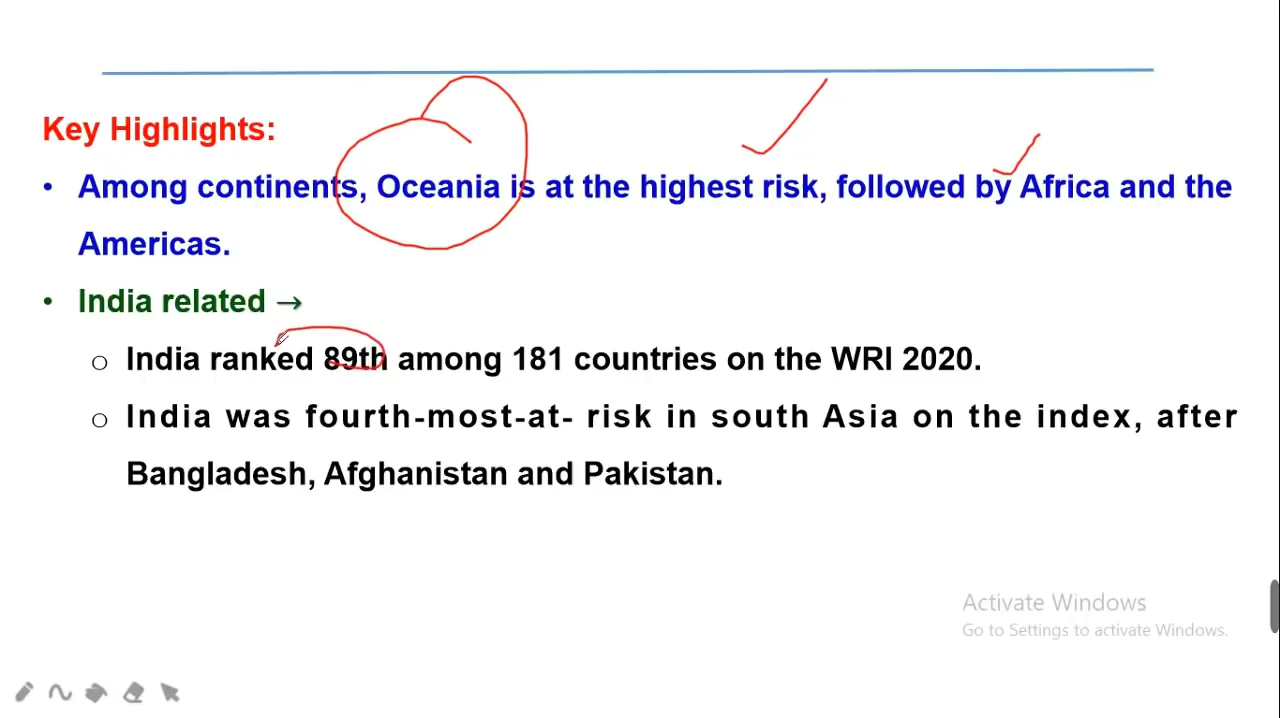 Key Highlights:
• Among continents, Oceania is at the highest risk, followed by Africa and the
Americas.
• India related →
o India ranked 89th among 181 countries on the WRI 2020.
o India was fourth-most-at- risk in south Asia on the index, after
Bangladesh, Afghanistan and Pakistan.
Activate Windows
Go to Settings to activate Windows.